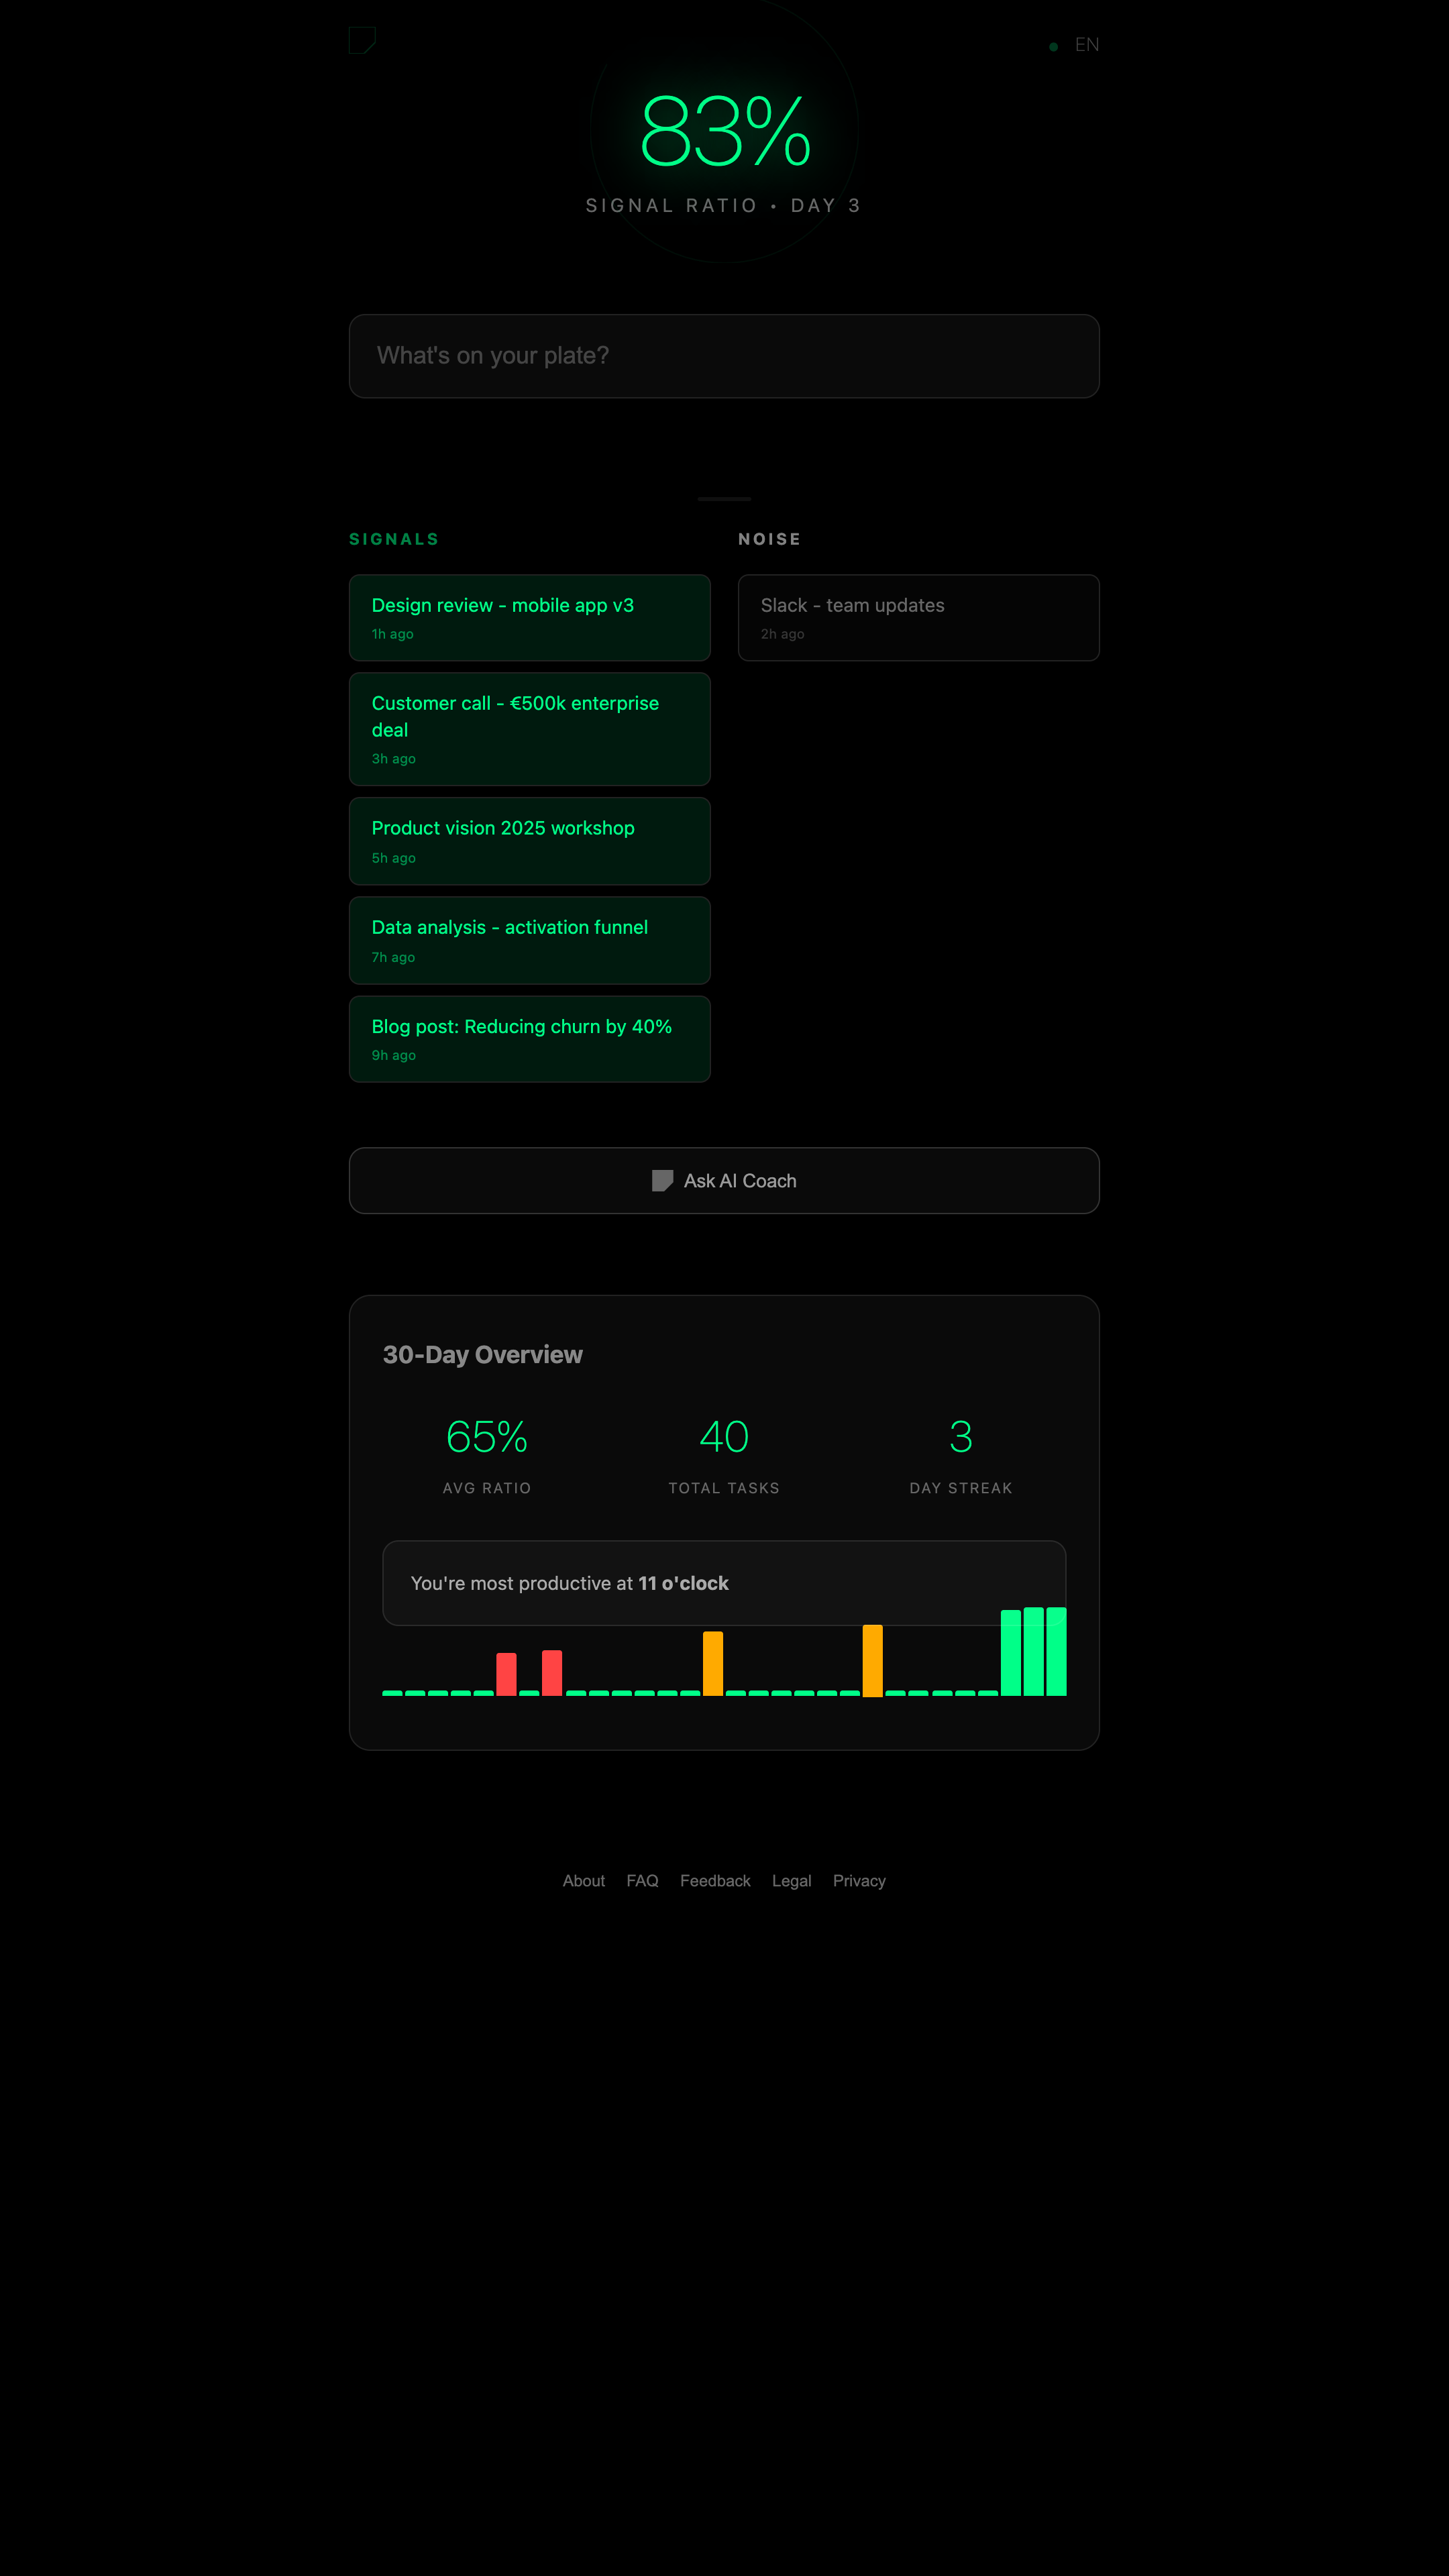 EN
83%
SIGNAL RATIO • DAY 3
What's on your plate?
SIGNALS
Design review - mobile app v3
1h ago
Customer call - €500k enterprise
deal
3h ago
Product vision 2025 workshop
5h ago
Data analysis - activation funnel
7h ago
Blog post: Reducing churn by 40%
9h ago
NOISE
Slack - team updates
2h ago
Ask AI Coach
30-Day Overview
65%
AVG RATIO
40
TOTAL TASKS
3
DAY STREAK
You're most productive at 11 o'clock
About FAQ Feedback Legal Privacy